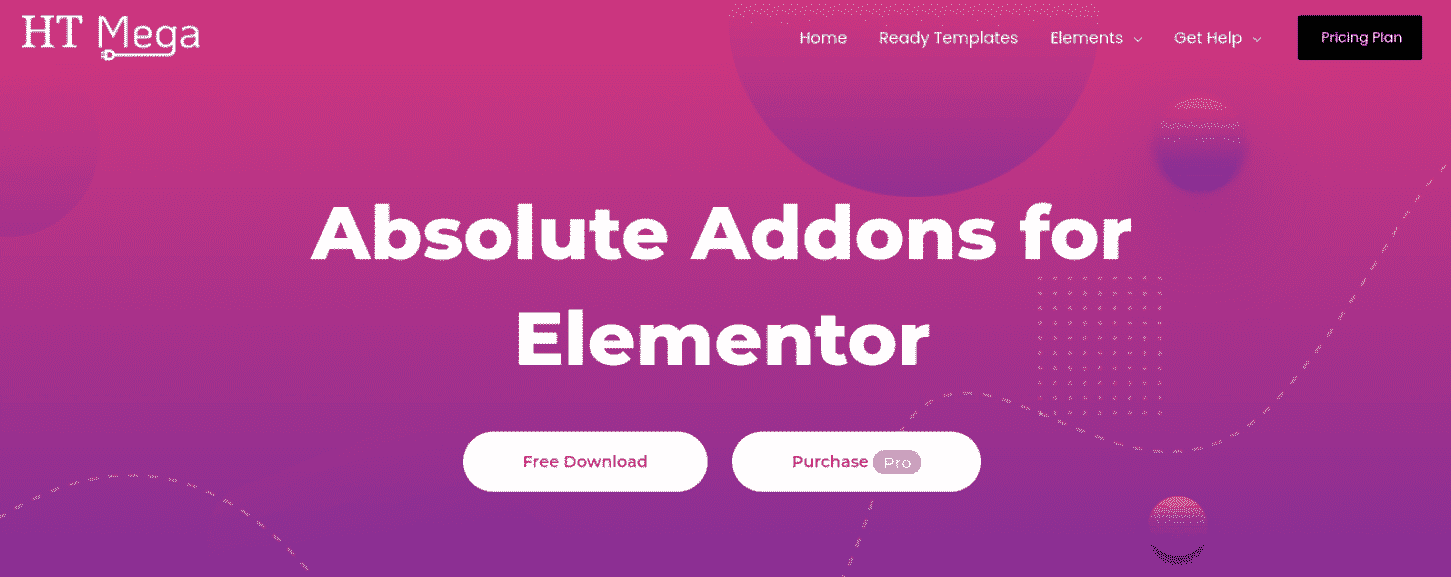 HT Mega
Home Ready Templates Elements Get Help Pricing Plan
Absolute Addons for
Elementor
Free Download Purchase Pro